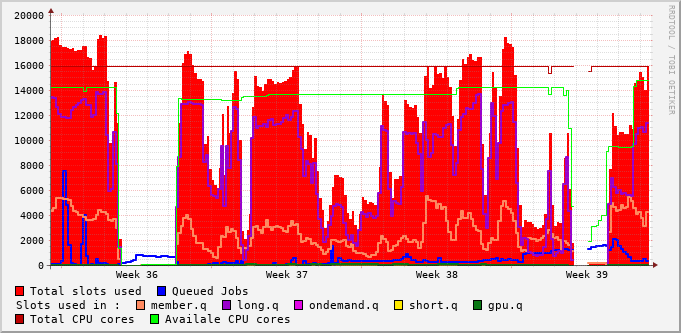 RRDTOOL / TOBI OETIKER
20000
18000
16000
14000
12000
10000
8000
6000
4000
2000
0
Week 36 Week 37 Week 38 Week 39
Total slots used Queued Jobs
Slots used in : member.q long.q ondemand.q short.q gpu.q
Total CPU cores Availale CPU cores